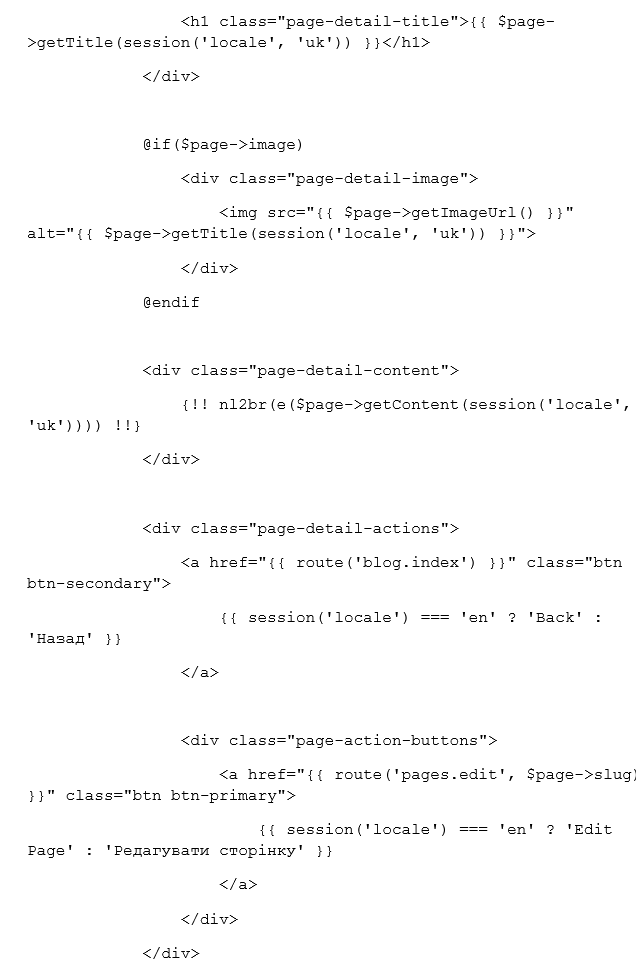 <h1 class="page-detail-title">{{ $page-
>getTitle(session('locale', 'uk')) }}</h1>
</div>
@if($page->image)
<div class="page-detail-image">
<img src="{{ $page->getImageUrl() }}"
alt="{{ $page->getTitle(session('locale', 'uk')) }}">
</div>
@endif
<div class="page-detail-content">
{!! nl2br(e($page->getContent(session('locale',
'uk')))) !!}
</div>
<div class="page-detail-actions">
<a href="{{ route('blog.index') }}" class="btn
btn-secondary">
{{ session('locale') === 'en' ? 'Back' :
'Назад' }}
</a>
<div class="page-action-buttons">
<a href="{{ route('pages.edit', $page->slug)
}}" class="btn btn-primary">
{{ session('locale') === 'en' ? 'Edit
Page' : 'Редагувати сторінку' }}
</a>
</div>
</div>